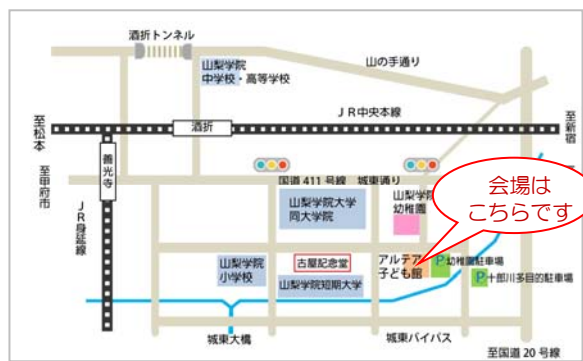 酒折トンネル
山の手通り
山梨学院
中学校・高等学校
JR中央本線
酒折
至松本
至新宿
至甲府市
善光寺
JR身延線
国道411号線 城東通り
山梨学院大学
同大学院
山梨学院
幼稚園
会場は
こちらです
山梨学院
小学校
古屋記念堂
山梨学院短期大学
アルテア
子ども館
P 幼稚園駐車場
P 十郎川多目的駐車場
城東大橋
城東バイパス
至国道20号線